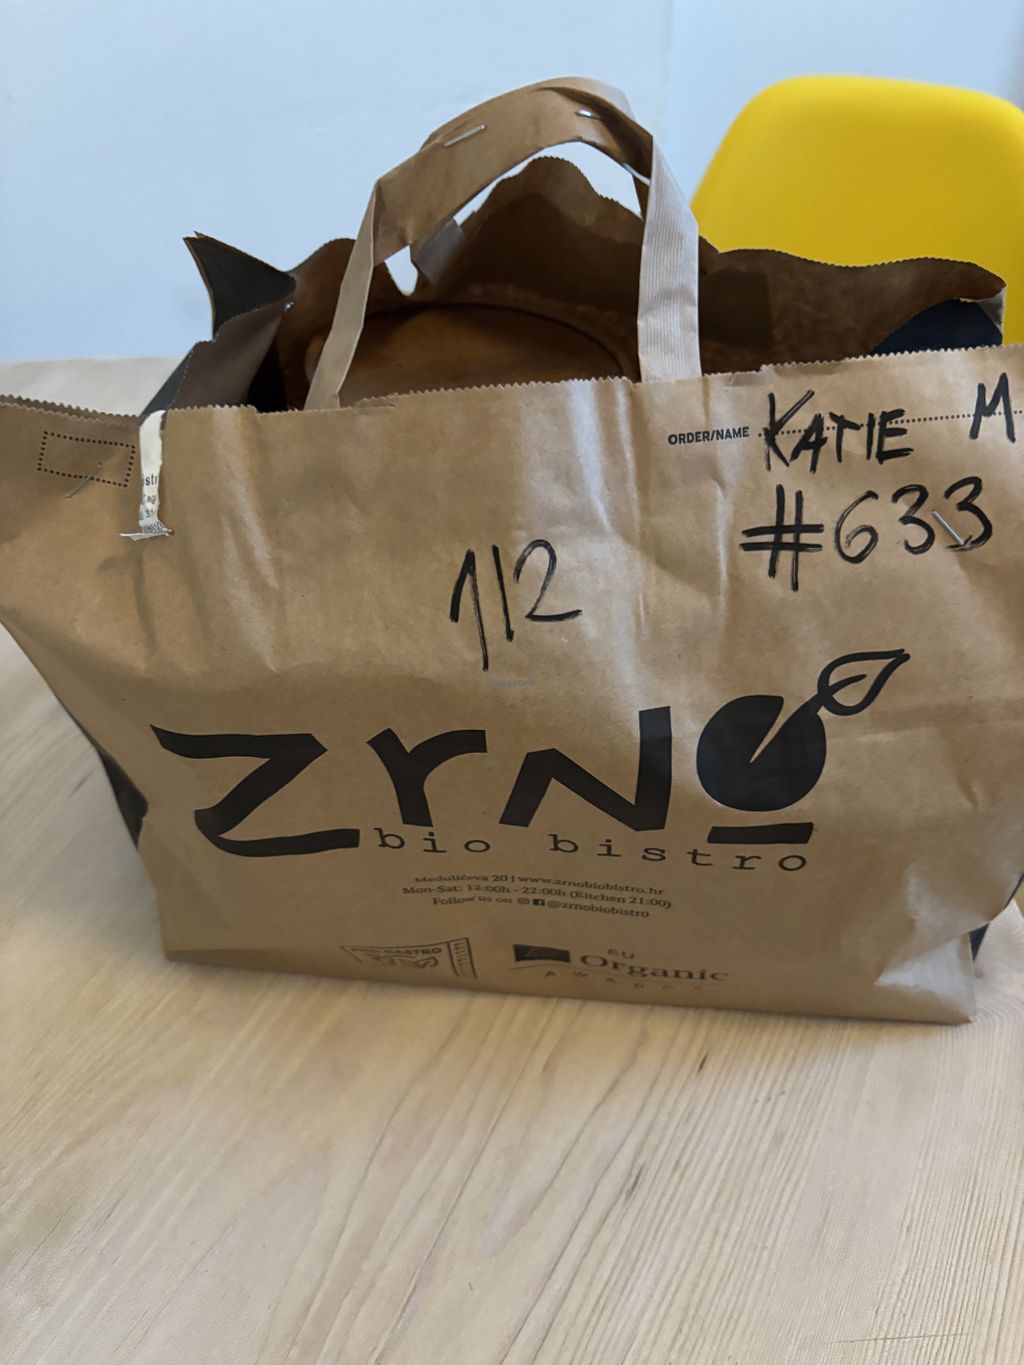 ORDER/NAME KATIE M
#633
1/2
zrno
bio bistro
Medulićeva 20 | www.zrnobiobistro.hr
Mon-Sat: 12:00h - 22:00h (Kitchen 21:00)
Follow us on @zrnobiobistro
EU
Organic
AWARDS